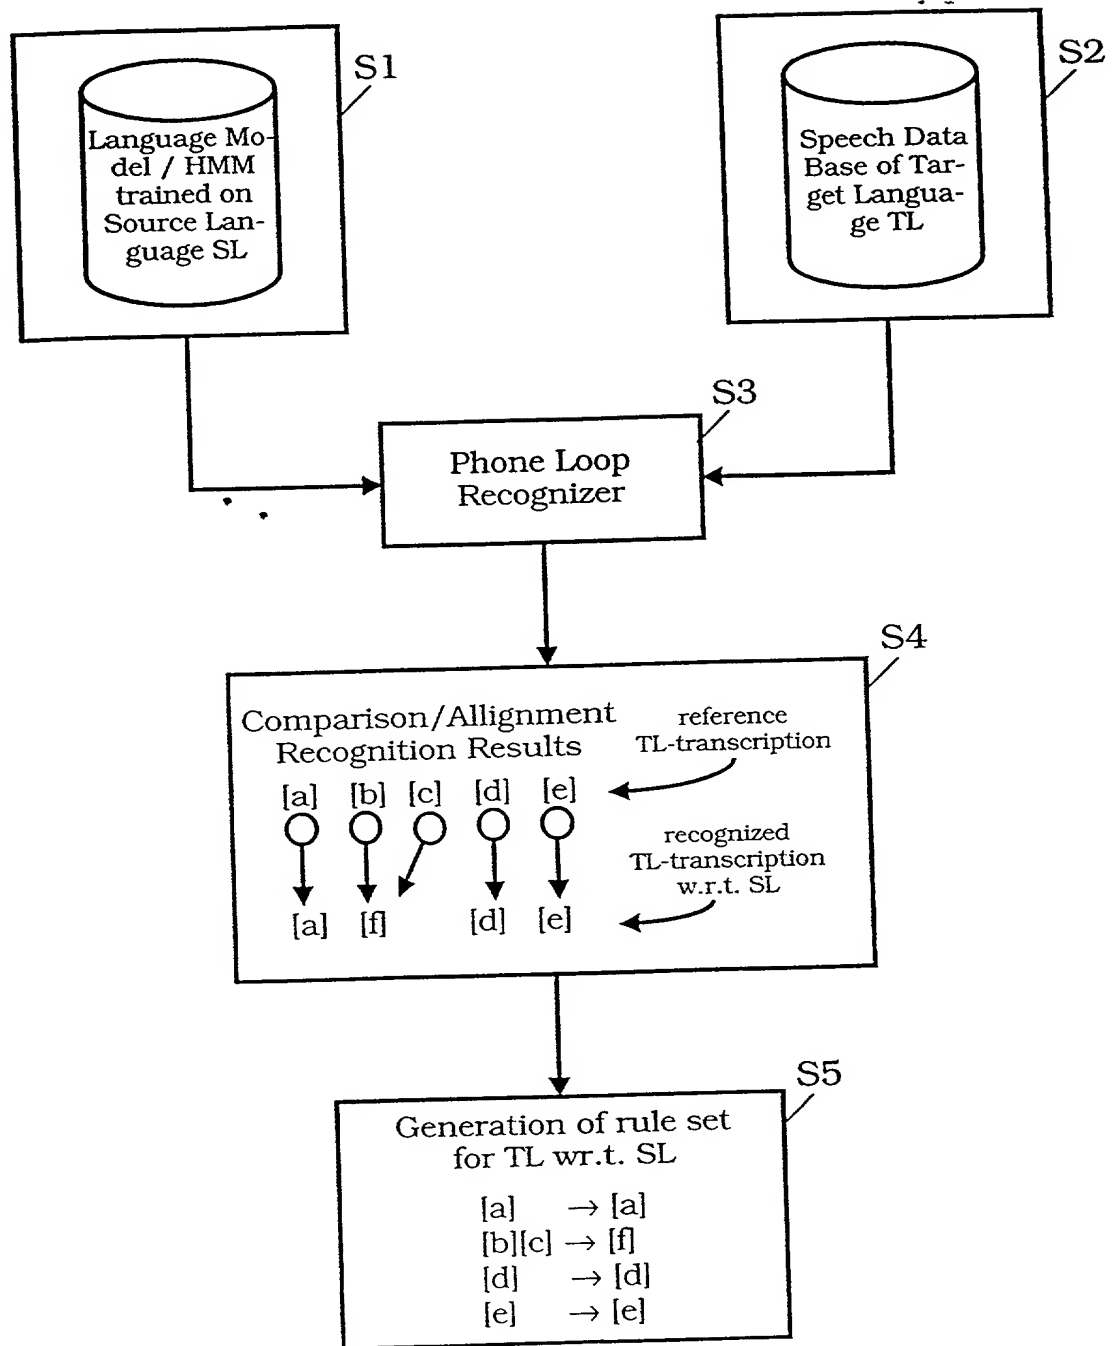 S1
Language Mo-
del / HMM
trained on
Source Lan-
guage SL
S2
Speech Data
Base of Tar-
get Langua-
ge TL
S3
Phone Loop
Recognizer
S4
Comparison/Allignment
Recognition Results
reference
TL-transcription
[a] [b] [c] [d] [e]
recognized
TL-transcription
w.r.t. SL
[a] [f] [d] [e]
S5
Generation of rule set
for TL wr.t. SL
[a] → [a]
[b][c] → [f]
[d] → [d]
[e] → [e]